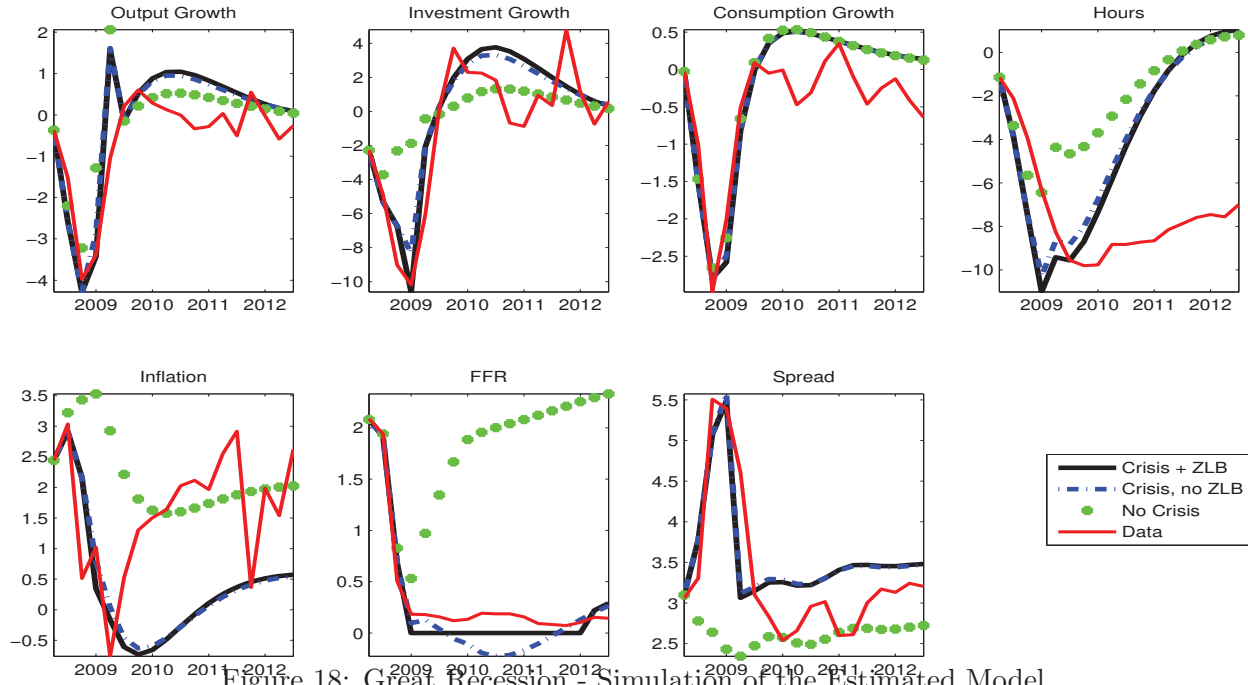 Output Growth
Investment Growth
Consumption Growth
Hours
2
1
0
−1
−2
−3
−4
2009 2010 2011 2012
4
2
0
−2
−4
−6
−8
−10
2009 2010 2011 2012
0.5
0
−0.5
−1
−1.5
−2
−2.5
2009 2010 2011 2012
0
−2
−4
−6
−8
−10
2009 2010 2011 2012
Inflation
FFR
Spread
3.5
3
2.5
2
1.5
1
0.5
0
−0.5
2009 2010 2011 2012
2
1.5
1
0.5
0
2009 2010 2011 2012
5.5
5
4.5
4
3.5
3
2.5
2009 2010 2011 2012
Crisis + ZLB
Crisis, no ZLB
No Crisis
Data
Figure 18: Great Recession - Simulation of the Estimated Model